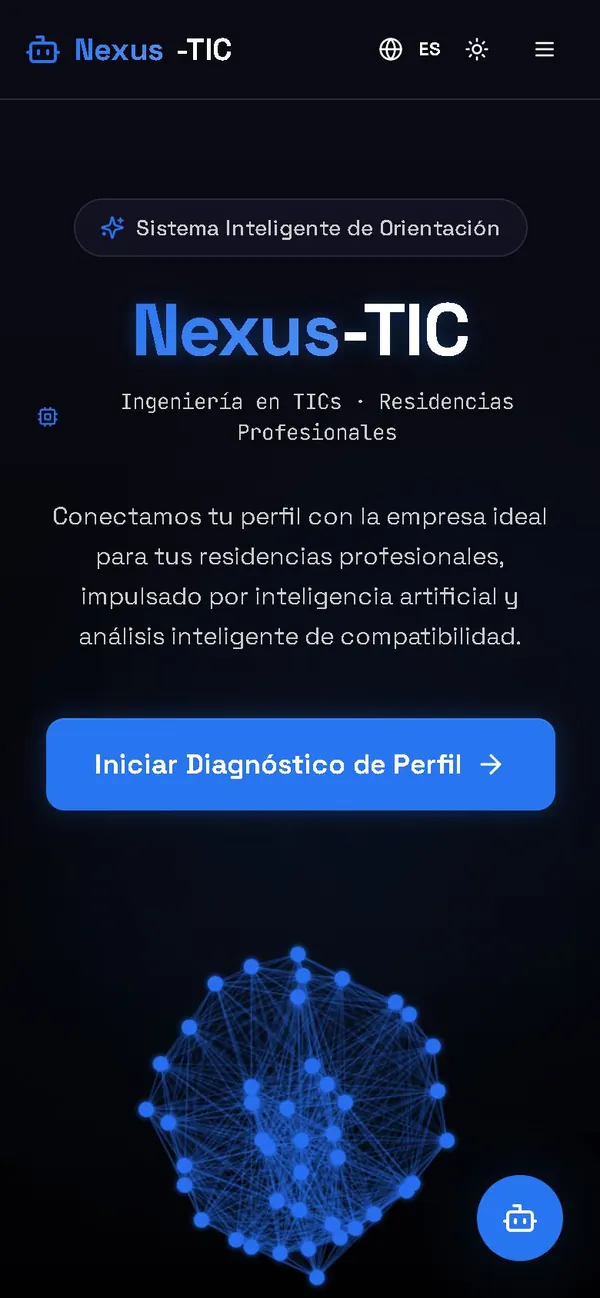 Nexus -TIC ES
Sistema Inteligente de Orientación
Nexus-TIC
Ingeniería en TICs · Residencias
Profesionales
Conectamos tu perfil con la empresa ideal
para tus residencias profesionales,
impulsado por inteligencia artificial y
análisis inteligente de compatibilidad.
Iniciar Diagnóstico de Perfil →